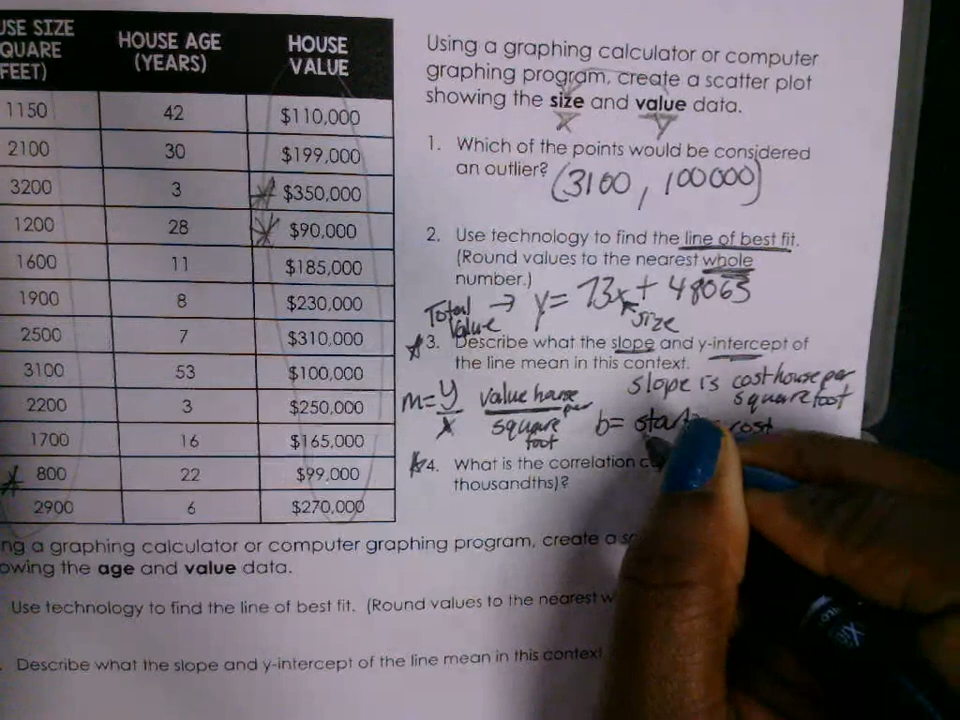 USE SIZE
QUARE
FEET)
HOUSE AGE
(YEARS)
HOUSE
VALUE
1150 42 $110,000
2100 30 $199,000
3200 3 $350,000
1200 28 $90,000
1600 11 $185,000
1900 8 $230,000
2500 7 $310,000
3100 53 $100,000
2200 3 $250,000
1700 16 $165,000
800 22 $99,000
2900 6 $270,000
Using a graphing calculator or computer
graphing program, create a scatter plot
showing the size and value data.
x y
1. Which of the points would be considered
an outlier? (3100, 100000)
2. Use technology to find the line of best fit.
(Round values to the nearest whole
number.)
Total Value → y = 73x + 48063
size
3. Describe what the slope and y-intercept of
the line mean in this context.
m = y/x value house per square foot
slope is cost house per
square foot
b = cost
4. What is the correlation
thousandths)?
ng a graphing calculator or computer graphing program, create a s
owing the age and value data.
Use technology to find the line of best fit. (Round values to the nearest w
Describe what the slope and y-intercept of the line mean in this context